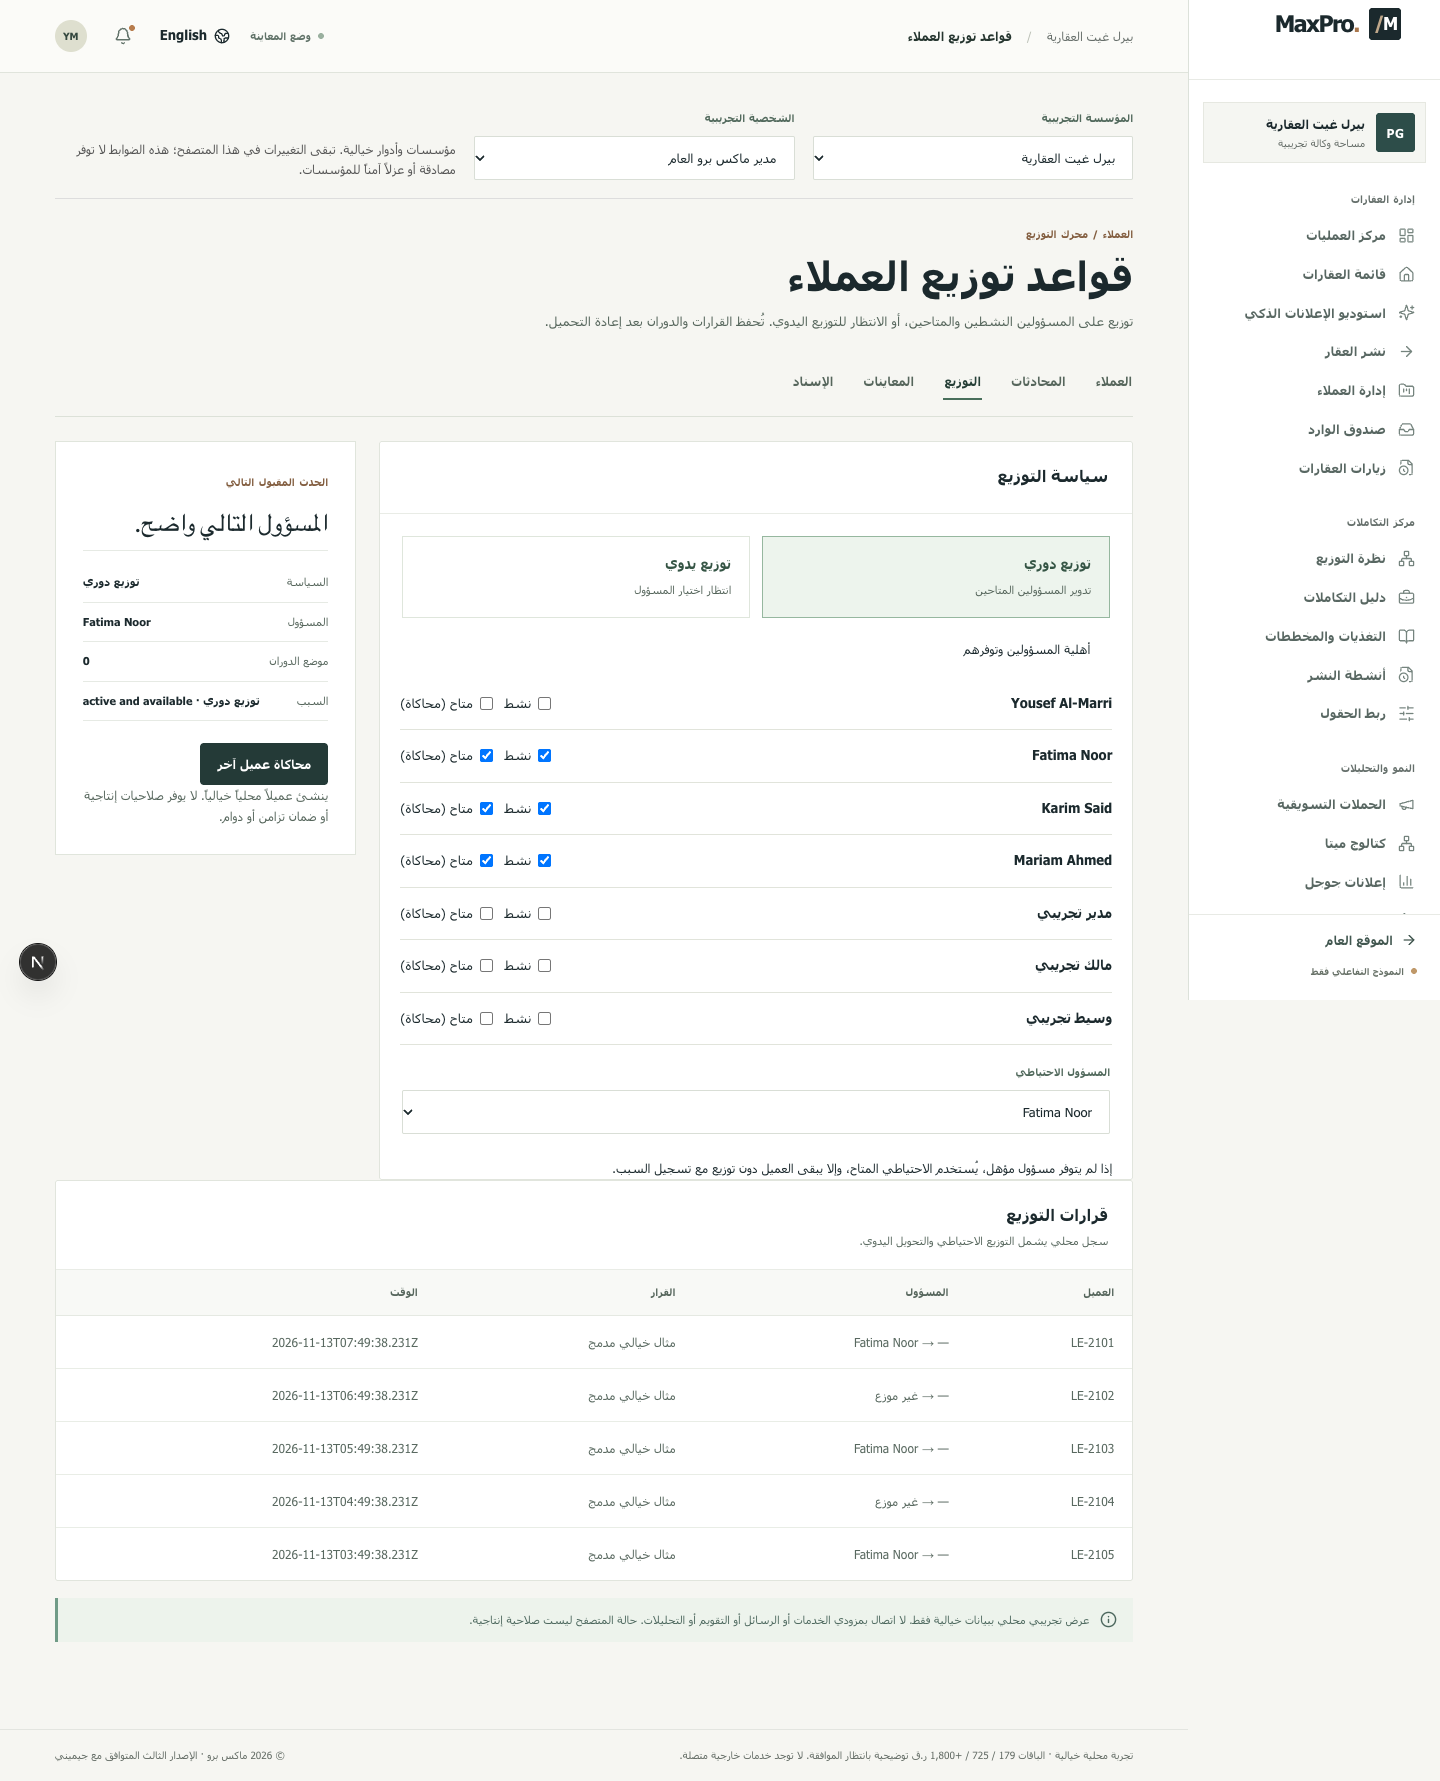 MaxPro. /M
بيرل غيت العقارية / قواعد توزيع العملاء
وضع المعاينة
English
YM
PG
بيرل غيت العقارية
مساحة وكالة تجريبية
إدارة العقارات
مركز العمليات
قائمة العقارات
استوديو الإعلانات الذكي
نشر العقار
إدارة العملاء
صندوق الوارد
زيارات العقارات
مركز التكاملات
نظرة التوزيع
دليل التكاملات
التغذيات والمخططات
أنشطة النشر
ربط الحقول
النمو والتحليلات
الحملات التسويقية
كتالوج ميتا
إعلانات جوجل
الموقع العام
النموذج التفاعلي فقط
المؤسسة التجريبية
بيرل غيت العقارية
الشخصية التجريبية
مدير ماكس برو العام
مؤسسات وأدوار خيالية. تبقى التغييرات في هذا المتصفح؛ هذه الضوابط لا توفر
مصادقة أو عزلاً آمناً للمؤسسات.
العملاء / محرك التوزيع
قواعد توزيع العملاء
توزيع على المسؤولين النشطين والمتاحين، أو الانتظار للتوزيع اليدوي. تُحفظ القرارات والدوران بعد إعادة التحميل.
العملاء المحادثات التوزيع المعاينات الإسناد
سياسة التوزيع
توزيع دوري
تدوير المسؤولين المتاحين
توزيع يدوي
انتظار اختيار المسؤول
أهلية المسؤولين وتوفرهم
Yousef Al-Marri نشط متاح (محاكاة)
Fatima Noor نشط متاح (محاكاة)
Karim Said نشط متاح (محاكاة)
Mariam Ahmed نشط متاح (محاكاة)
مدير تجريبي نشط متاح (محاكاة)
مالك تجريبي نشط متاح (محاكاة)
وسيط تجريبي نشط متاح (محاكاة)
المسؤول الاحتياطي
Fatima Noor
إذا لم يتوفر مسؤول مؤهل، يُستخدم الاحتياطي المتاح، وإلا يبقى العميل دون توزيع مع تسجيل السبب.
الحدث المقبول التالي
المسؤول التالي واضح.
السياسة توزيع دوري
المسؤول Fatima Noor
موضع الدوران 0
السبب توزيع دوري · active and available
محاكاة عميل آخر
ينشئ عميلاً محلياً خيالياً. لا يوفر صلاحيات إنتاجية
أو ضمان تزامن أو دوام.
قرارات التوزيع
سجل محلي يشمل التوزيع الاحتياطي والتحويل اليدوي.
العميل المسؤول القرار الوقت
LE-2101 — → Fatima Noor مثال خيالي مدمج 2026-11-13T07:49:38.231Z
LE-2102 — → غير موزع مثال خيالي مدمج 2026-11-13T06:49:38.231Z
LE-2103 — → Fatima Noor مثال خيالي مدمج 2026-11-13T05:49:38.231Z
LE-2104 — → غير موزع مثال خيالي مدمج 2026-11-13T04:49:38.231Z
LE-2105 — → Fatima Noor مثال خيالي مدمج 2026-11-13T03:49:38.231Z
عرض تجريبي محلي ببيانات خيالية فقط. لا اتصال بمزودي الخدمات أو الرسائل أو التقويم أو التحليلات. حالة المتصفح ليست صلاحية إنتاجية.
تجربة محلية خيالية · الباقات 179 / 725 / +1,800 ر.ق توضيحية بانتظار الموافقة. لا توجد خدمات خارجية متصلة.
© 2026 ماكس برو · الإصدار الثالث المتوافق مع جيميني